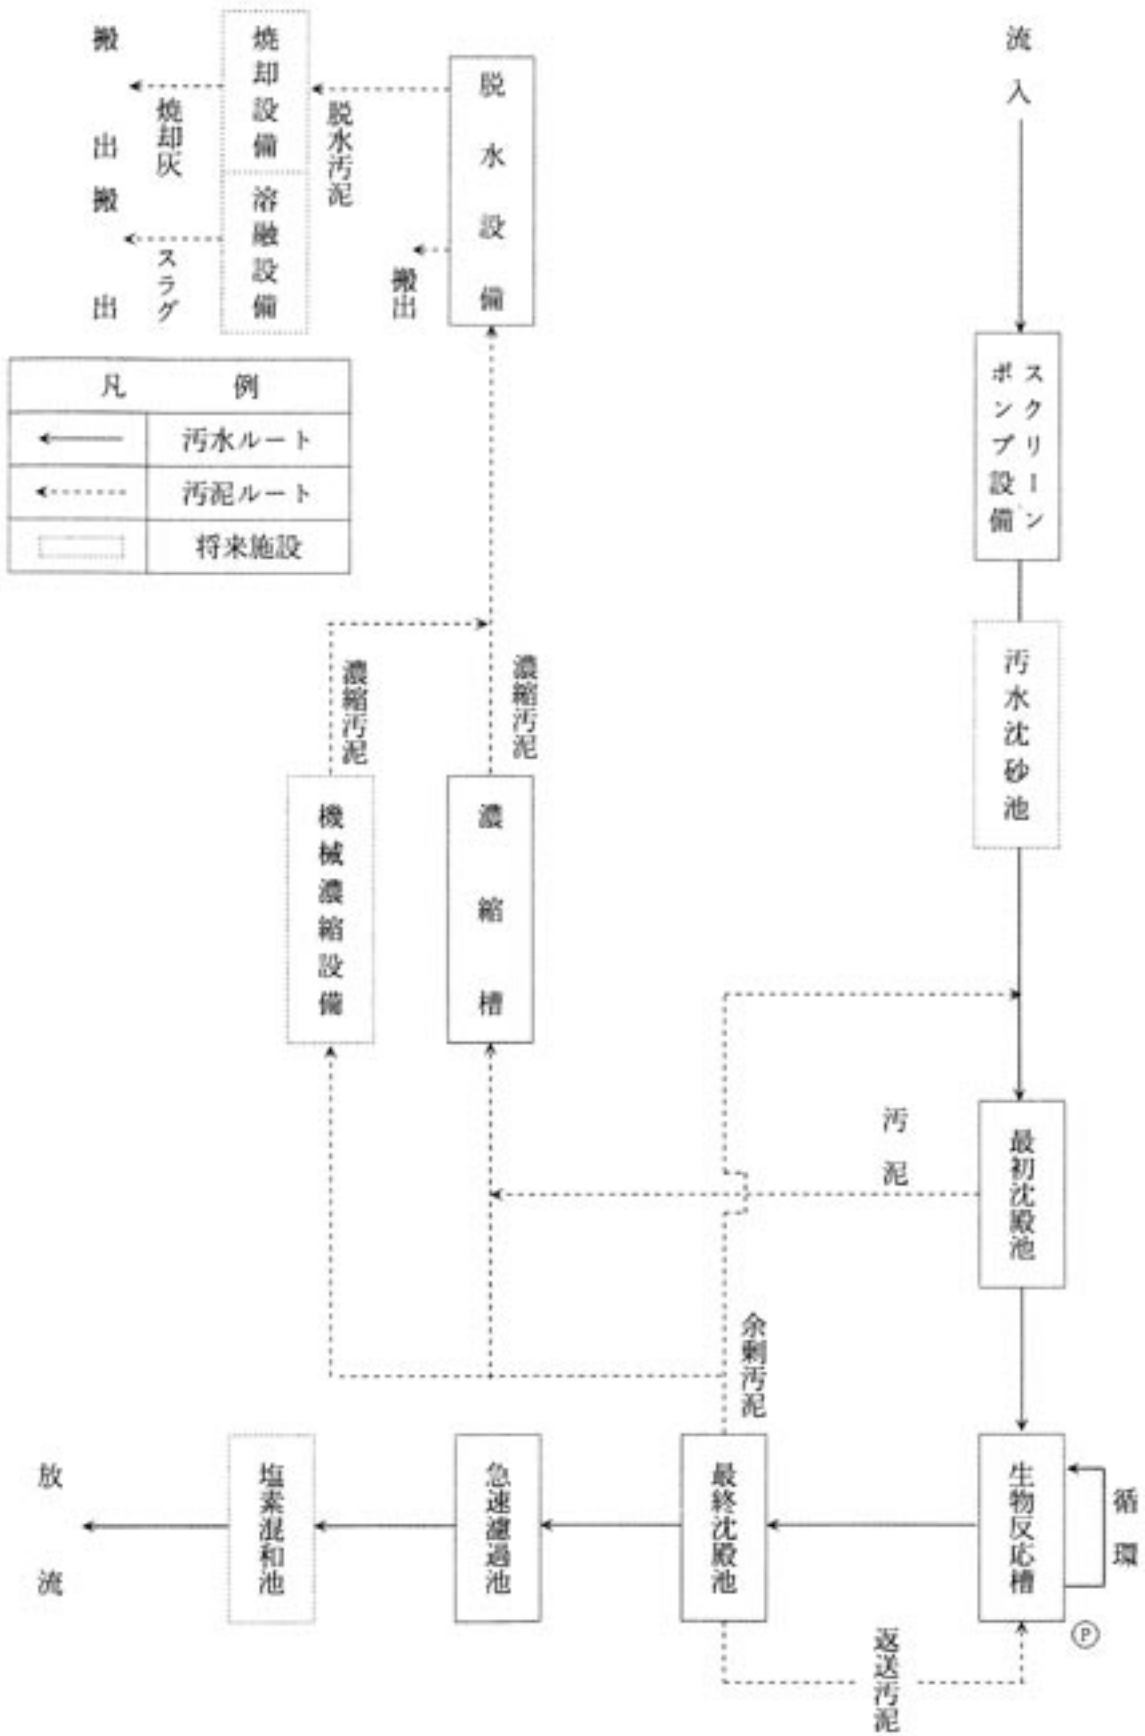 流入
スクリーン
ポンプ設備
汚水沈砂池
最初沈殿池
汚泥
生物反応槽
循環
P
返送汚泥
最終沈殿池
余剰汚泥
急速濾過池
塩素混和池
放流
濃縮槽
濃縮汚泥
機械濃縮設備
濃縮汚泥
脱水設備
搬出
脱水汚泥
焼却設備
焼却灰
搬出
溶融設備
スラグ
搬出
凡例
汚水ルート
汚泥ルート
将来施設